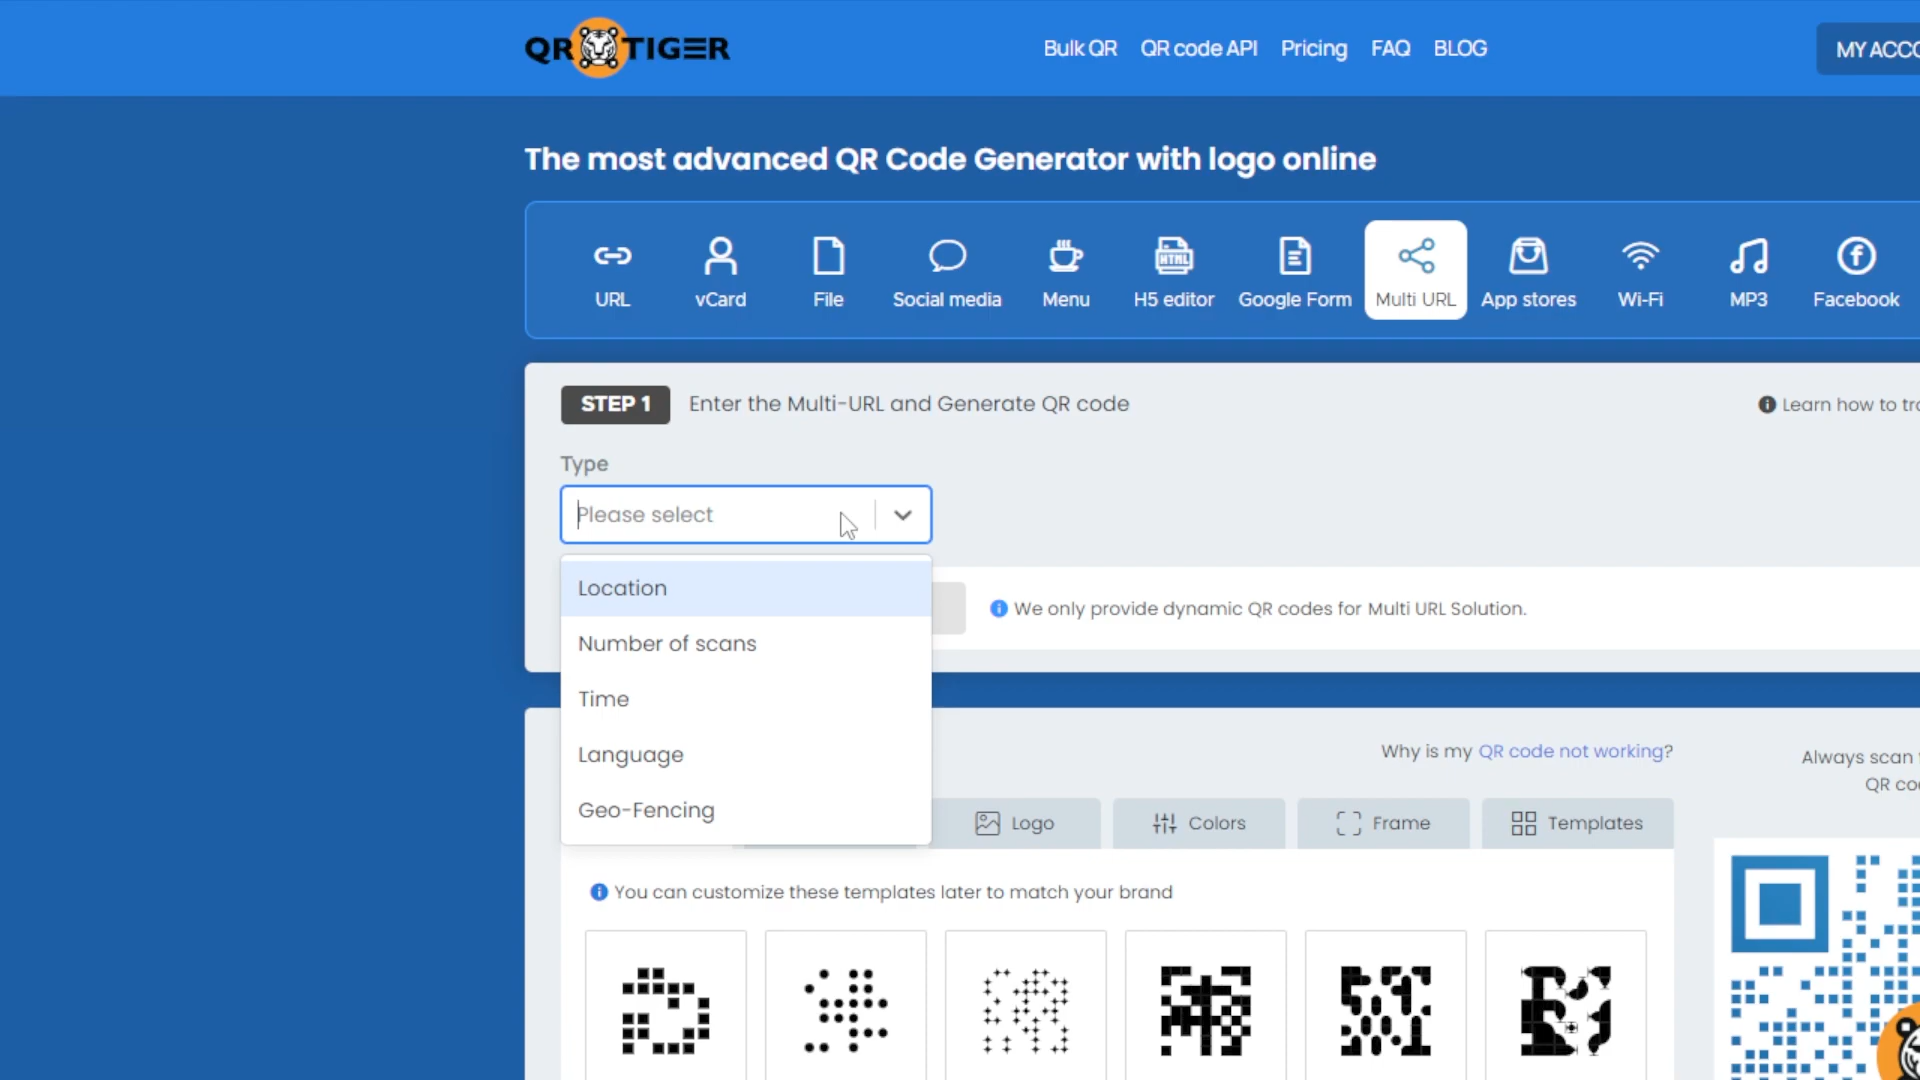 QR TIGER
Bulk QR QR code API Pricing FAQ BLOG
MY ACCO
The most advanced QR Code Generator with logo online
URL vCard File Social media Menu H5 editor Google Form Multi URL App stores Wi-Fi MP3 Facebook
HTML
STEP 1 Enter the Multi-URL and Generate QR code
Learn how to tra
Type
Please select
Location
Number of scans
Time
Language
Geo-Fencing
We only provide dynamic QR codes for Multi URL Solution.
Why is my QR code not working?
Always scan t
QR cod
Logo Colors Frame Templates
You can customize these templates later to match your brand